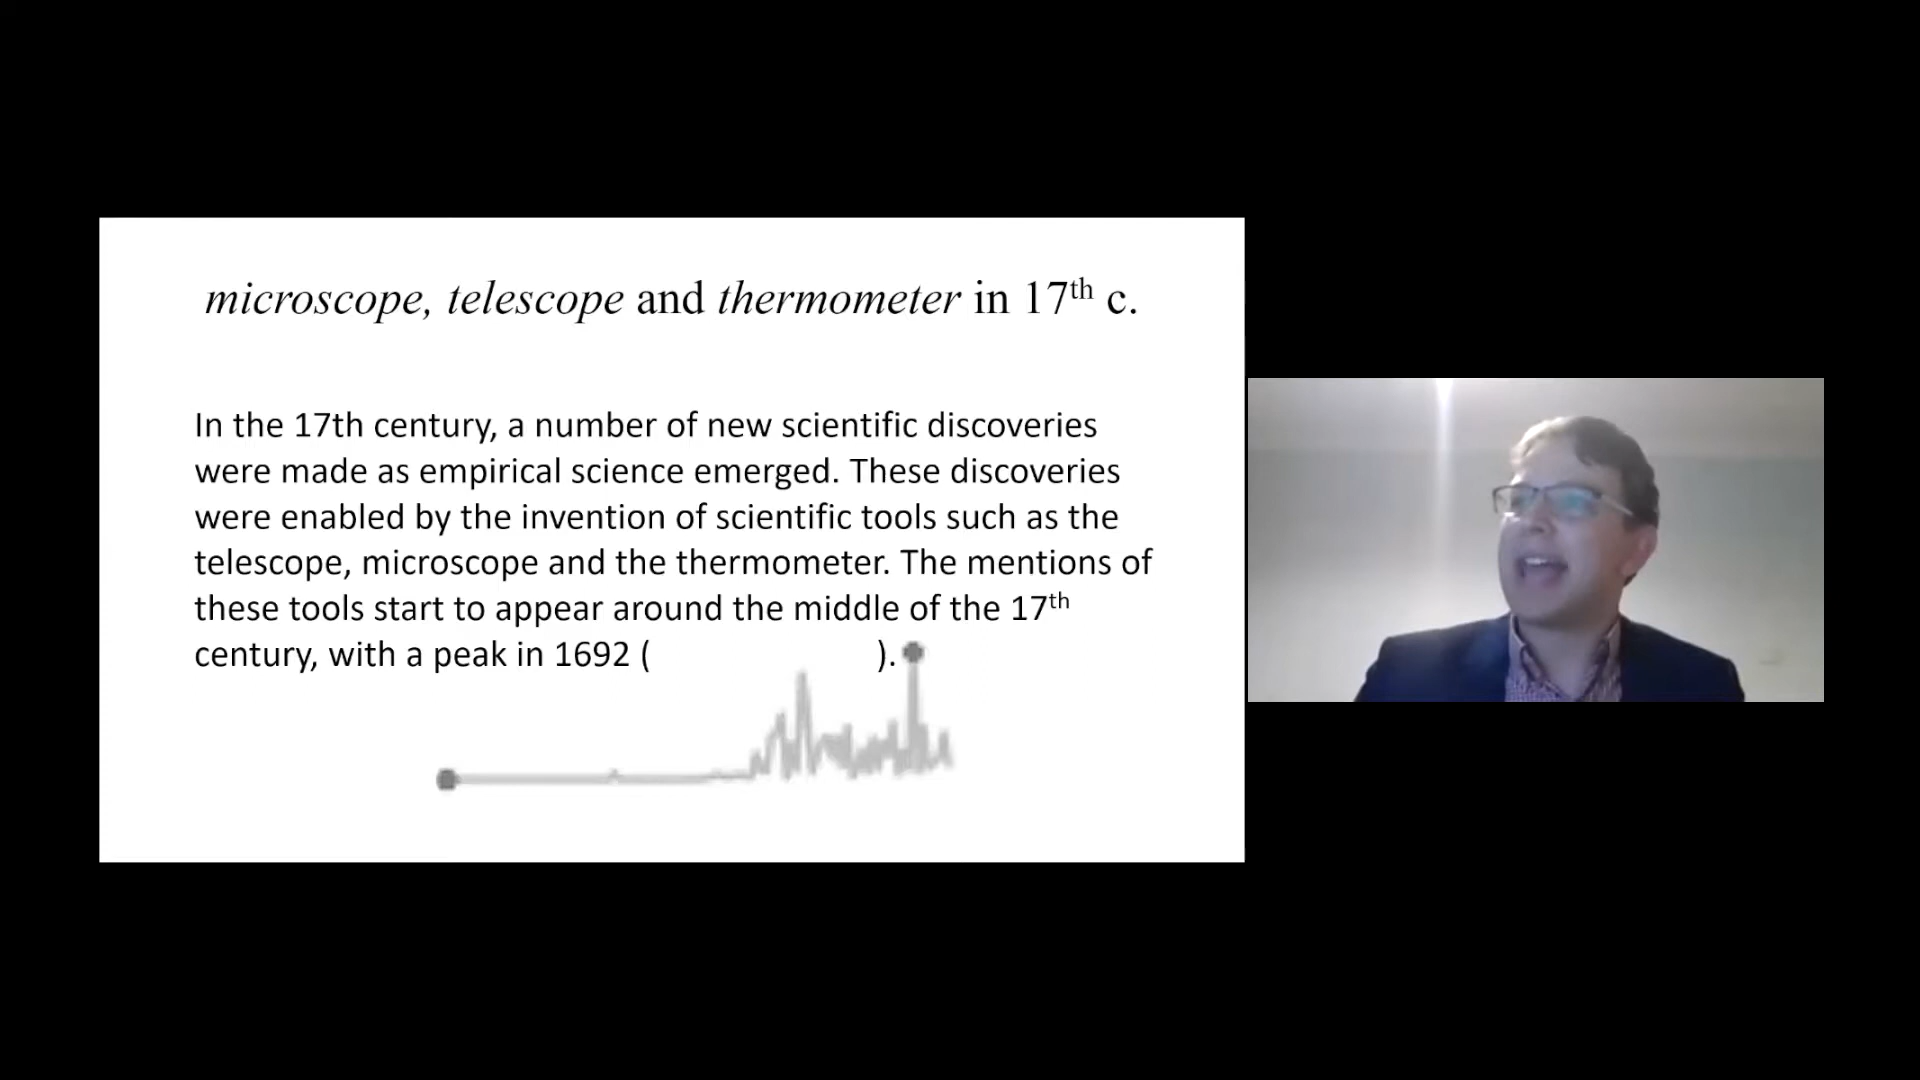 microscope, telescope and thermometer in 17th c.
In the 17th century, a number of new scientific discoveries
were made as empirical science emerged. These discoveries
were enabled by the invention of scientific tools such as the
telescope, microscope and the thermometer. The mentions of
these tools start to appear around the middle of the 17th
century, with a peak in 1692 ( ).